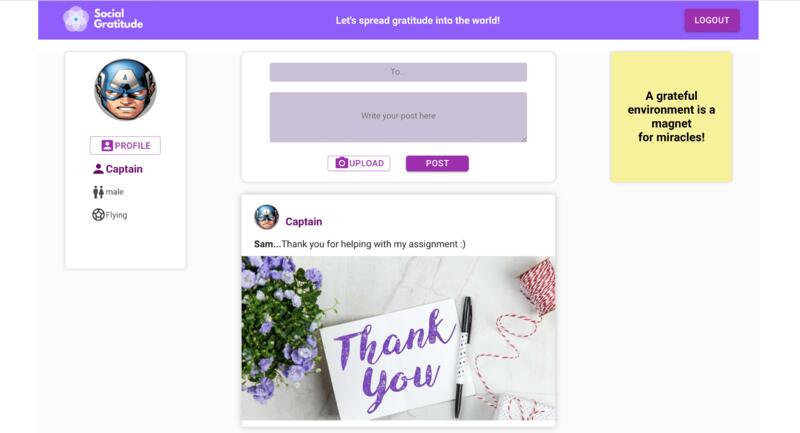 Social
Gratitude
Let's spread gratitude into the world!
LOGOUT
PROFILE
Captain
male
Flying
To...
Write your post here
UPLOAD
POST
Captain
Sam...Thank you for helping with my assignment :)
Thank
You
A grateful
environment is a
magnet
for miracles!